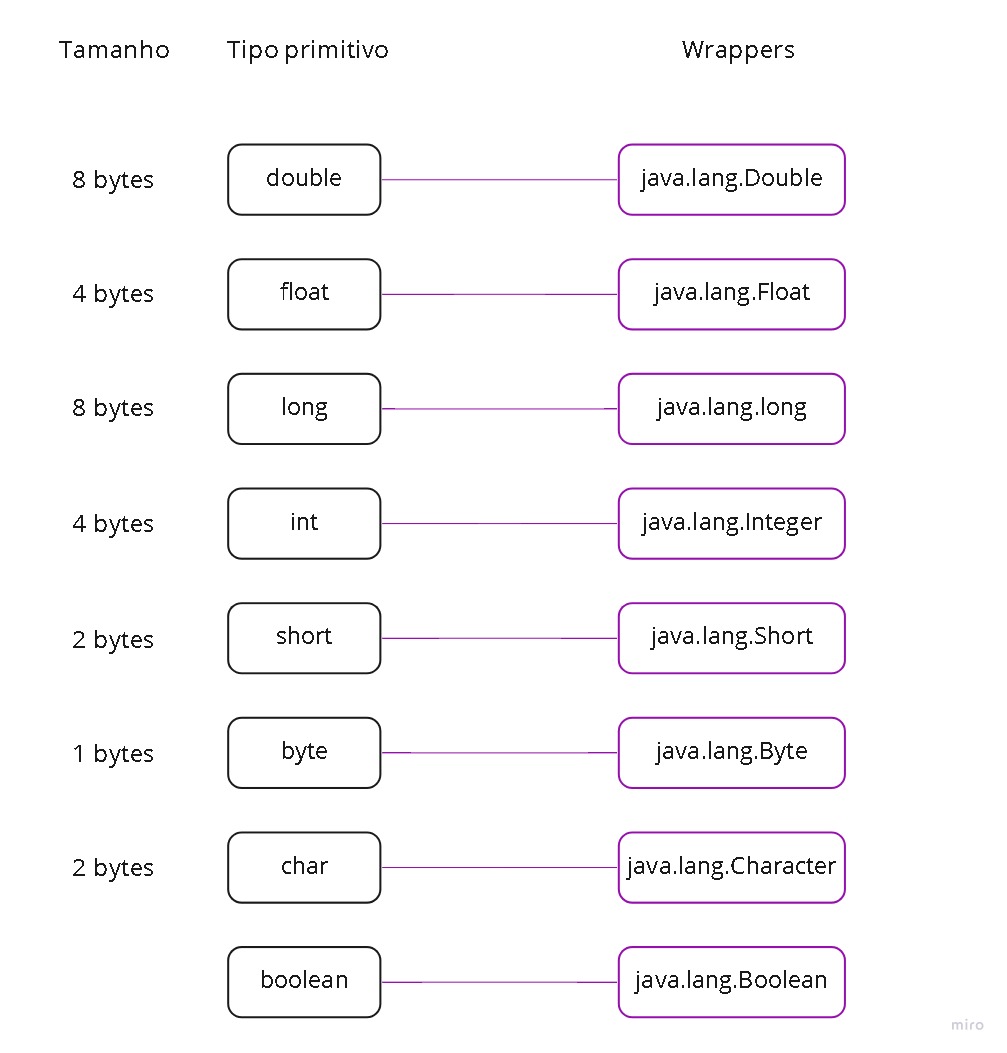 Tamanho Tipo primitivo Wrappers
8 bytes double java.lang.Double
4 bytes float java.lang.Float
8 bytes long java.lang.long
4 bytes int java.lang.Integer
2 bytes short java.lang.Short
1 bytes byte java.lang.Byte
2 bytes char java.lang.Character
boolean java.lang.Boolean
miro